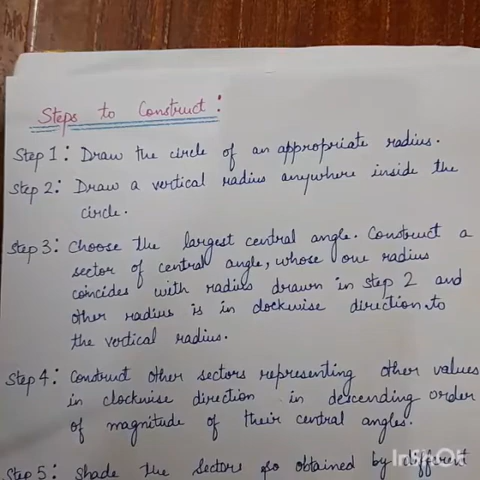 Steps to Construct:
Step 1: Draw the circle of an appropriate radius.
Step 2: Draw a vertical radius anywhere inside the
circle.
Step 3: Choose the largest central angle. Construct a
sector of central angle, whose one radius
coincides with radius drawn in step 2 and
other radius is in clockwise direction to
the vertical radius.
Step 4: Construct other sectors representing other values
in clockwise direction in descending order
of magnitude of their central angles.
Step 5: Shade the sectors so obtained by different
InShOt